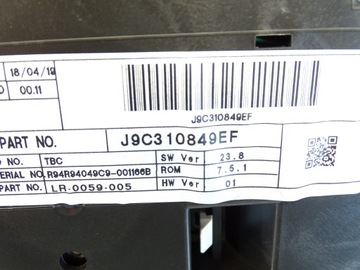 18/04/19
00.11
J9C310849EF
PART NO. J9C310849EF
NO. TBC SW Ver 23.8
SERIAL NO. R94R94049C9-001166B ROM 7.5.1
PART NO. LR-0059-005 HW Ver 01